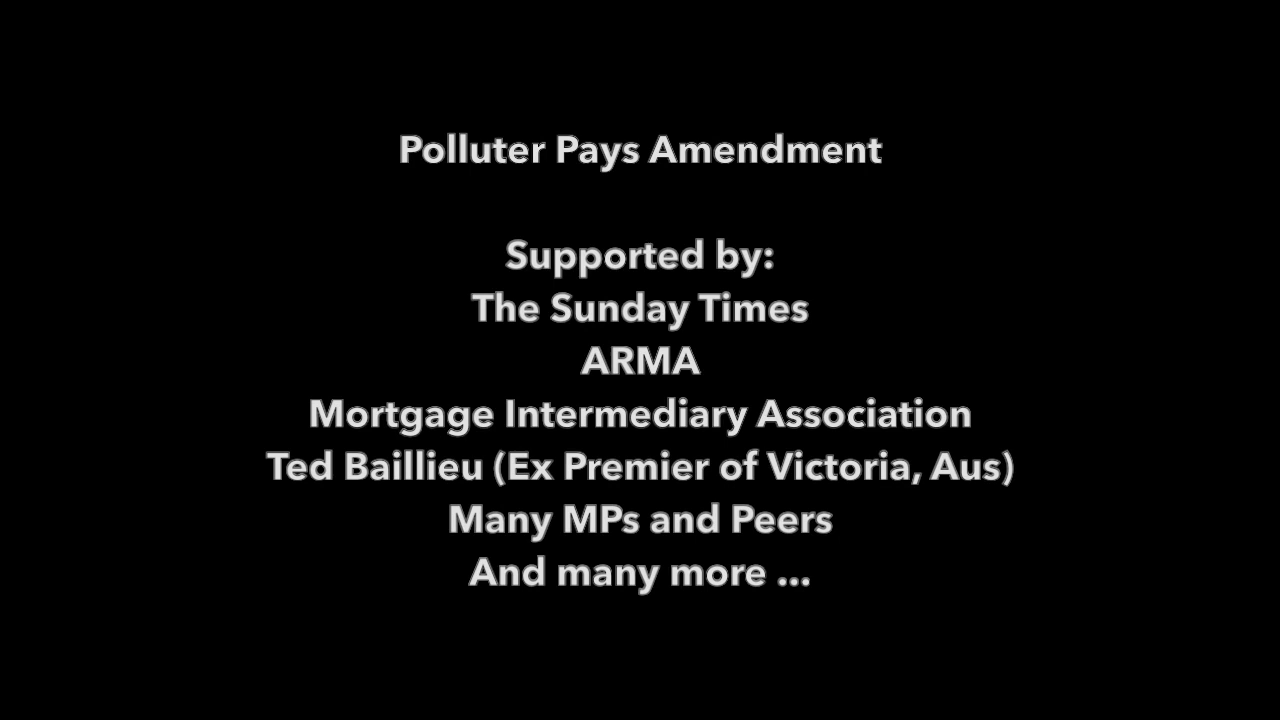 Polluter Pays Amendment
Supported by:
The Sunday Times
ARMA
Mortgage Intermediary Association
Ted Baillieu (Ex Premier of Victoria, Aus)
Many MPs and Peers
And many more ...